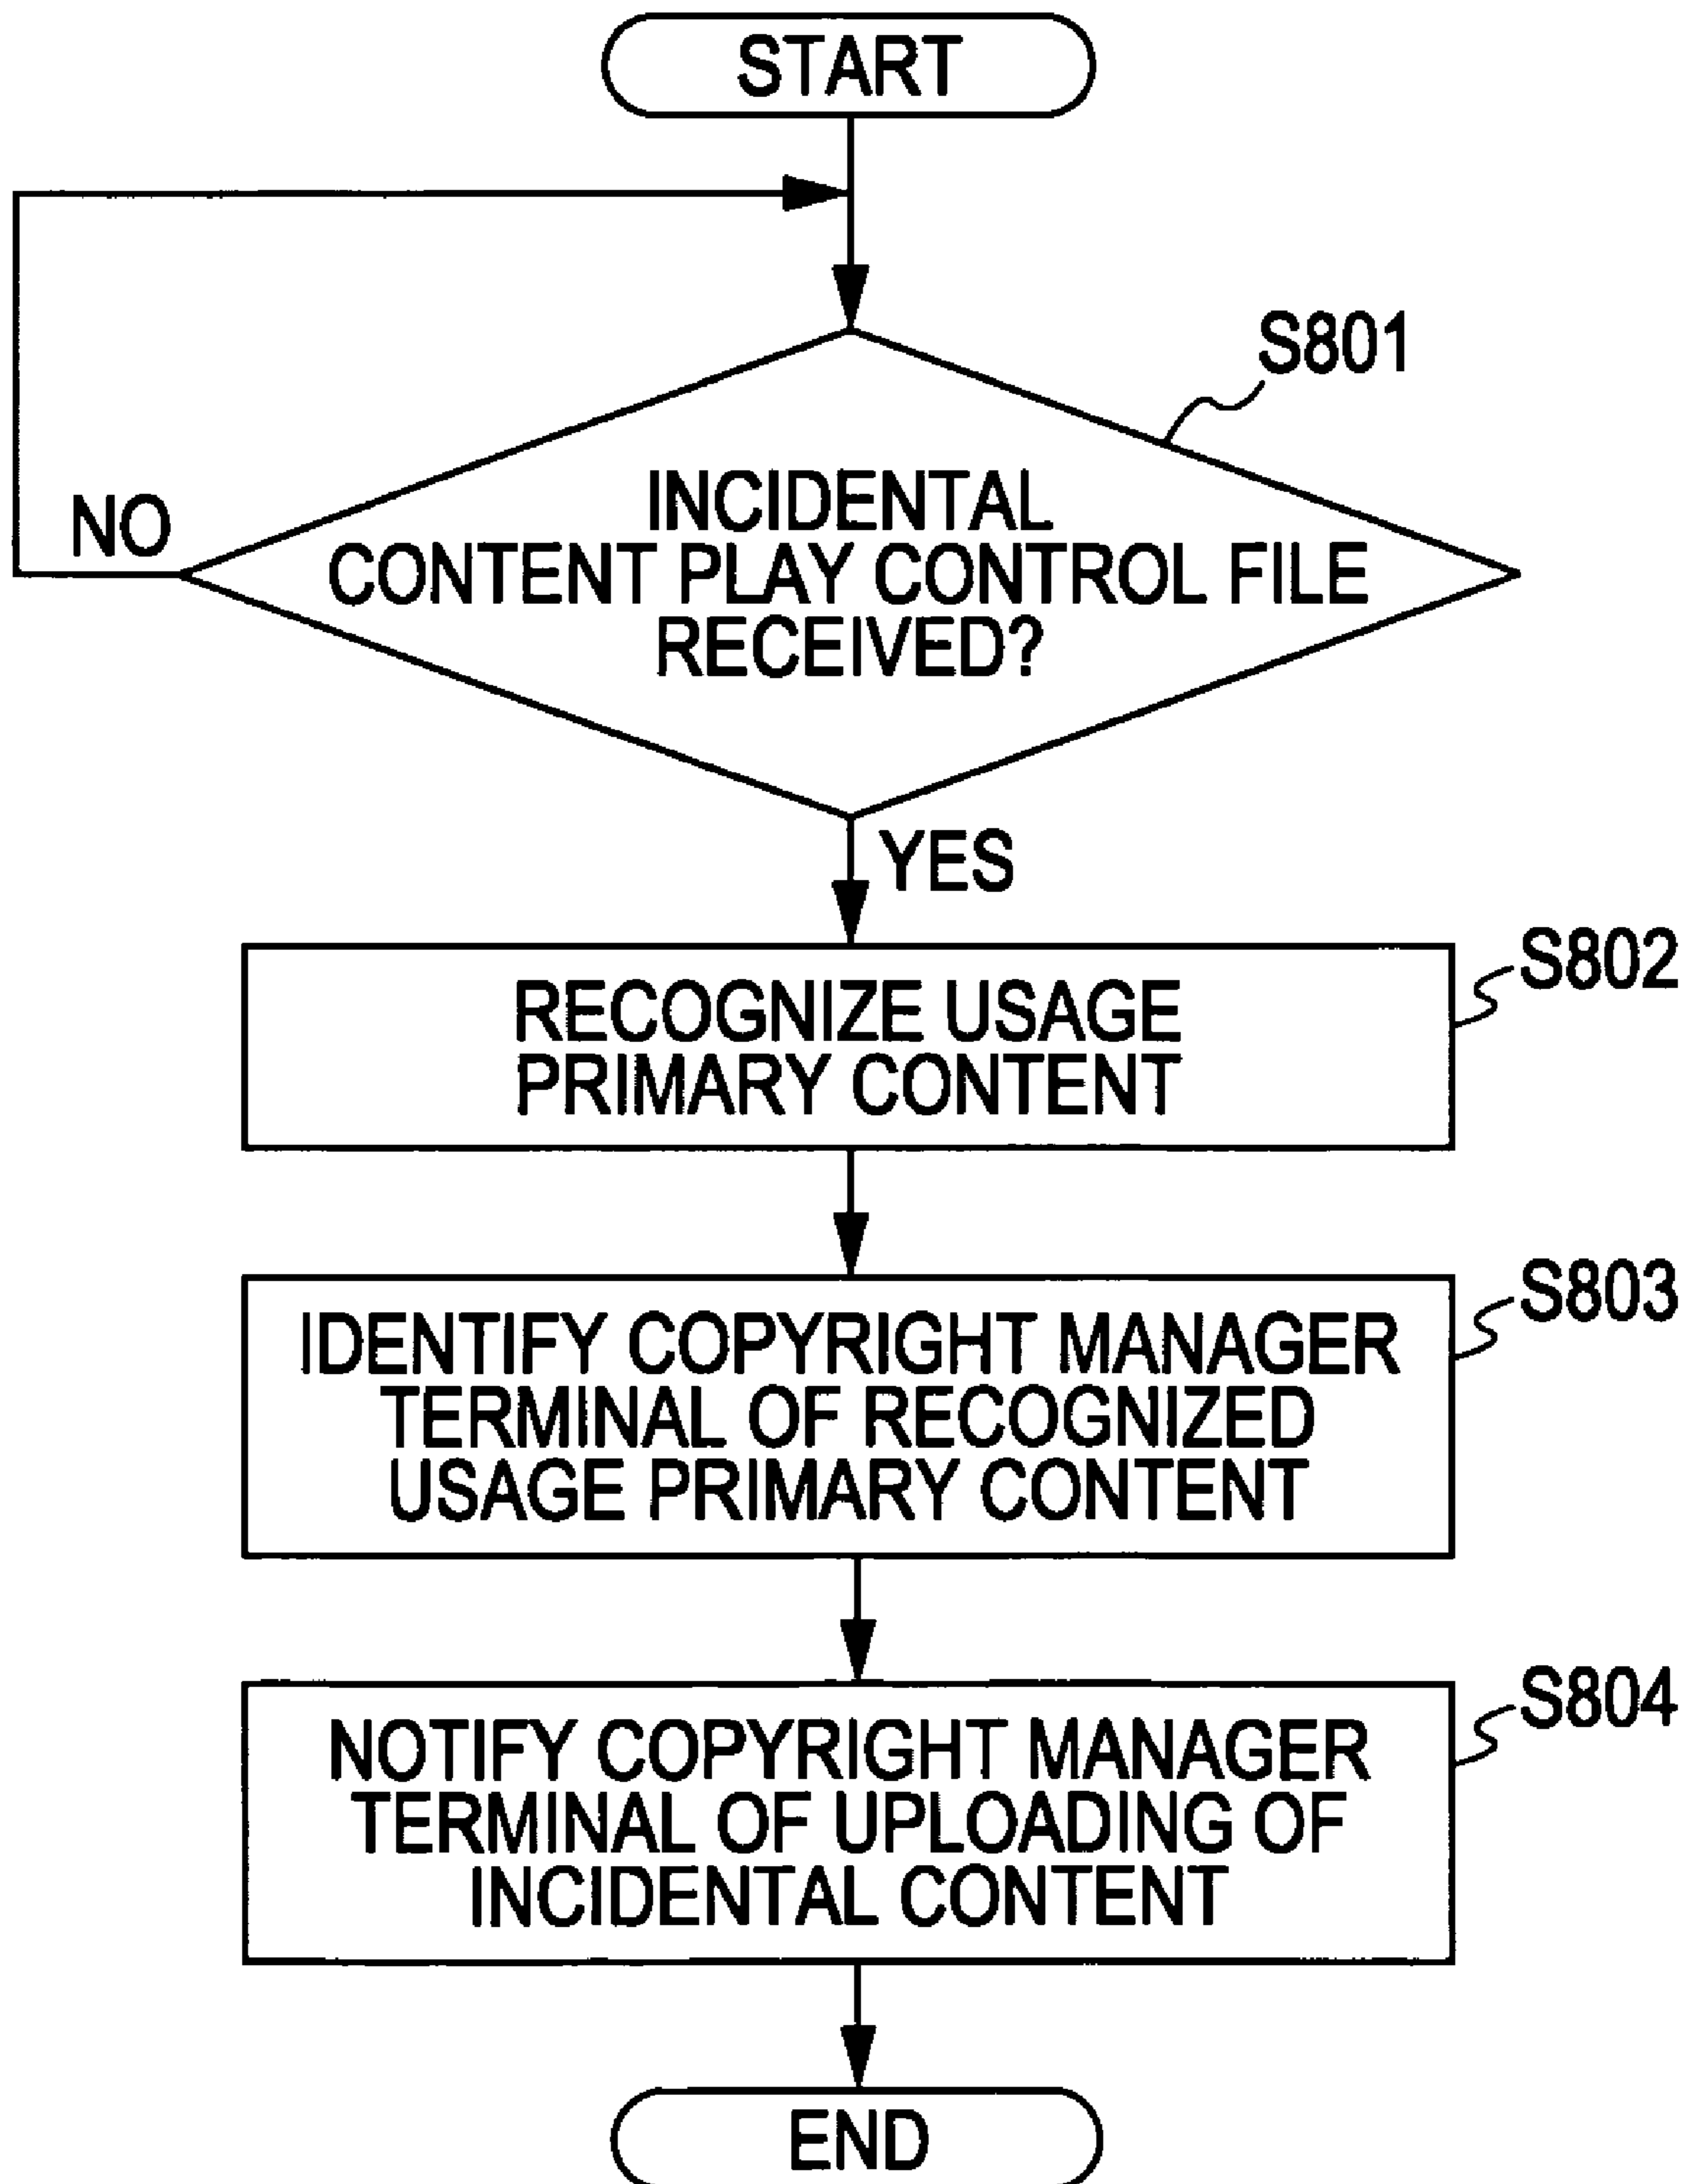 START
S801
INCIDENTAL
CONTENT PLAY CONTROL FILE
RECEIVED?
NO
YES
S802
RECOGNIZE USAGE
PRIMARY CONTENT
S803
IDENTIFY COPYRIGHT MANAGER
TERMINAL OF RECOGNIZED
USAGE PRIMARY CONTENT
S804
NOTIFY COPYRIGHT MANAGER
TERMINAL OF UPLOADING OF
INCIDENTAL CONTENT
END